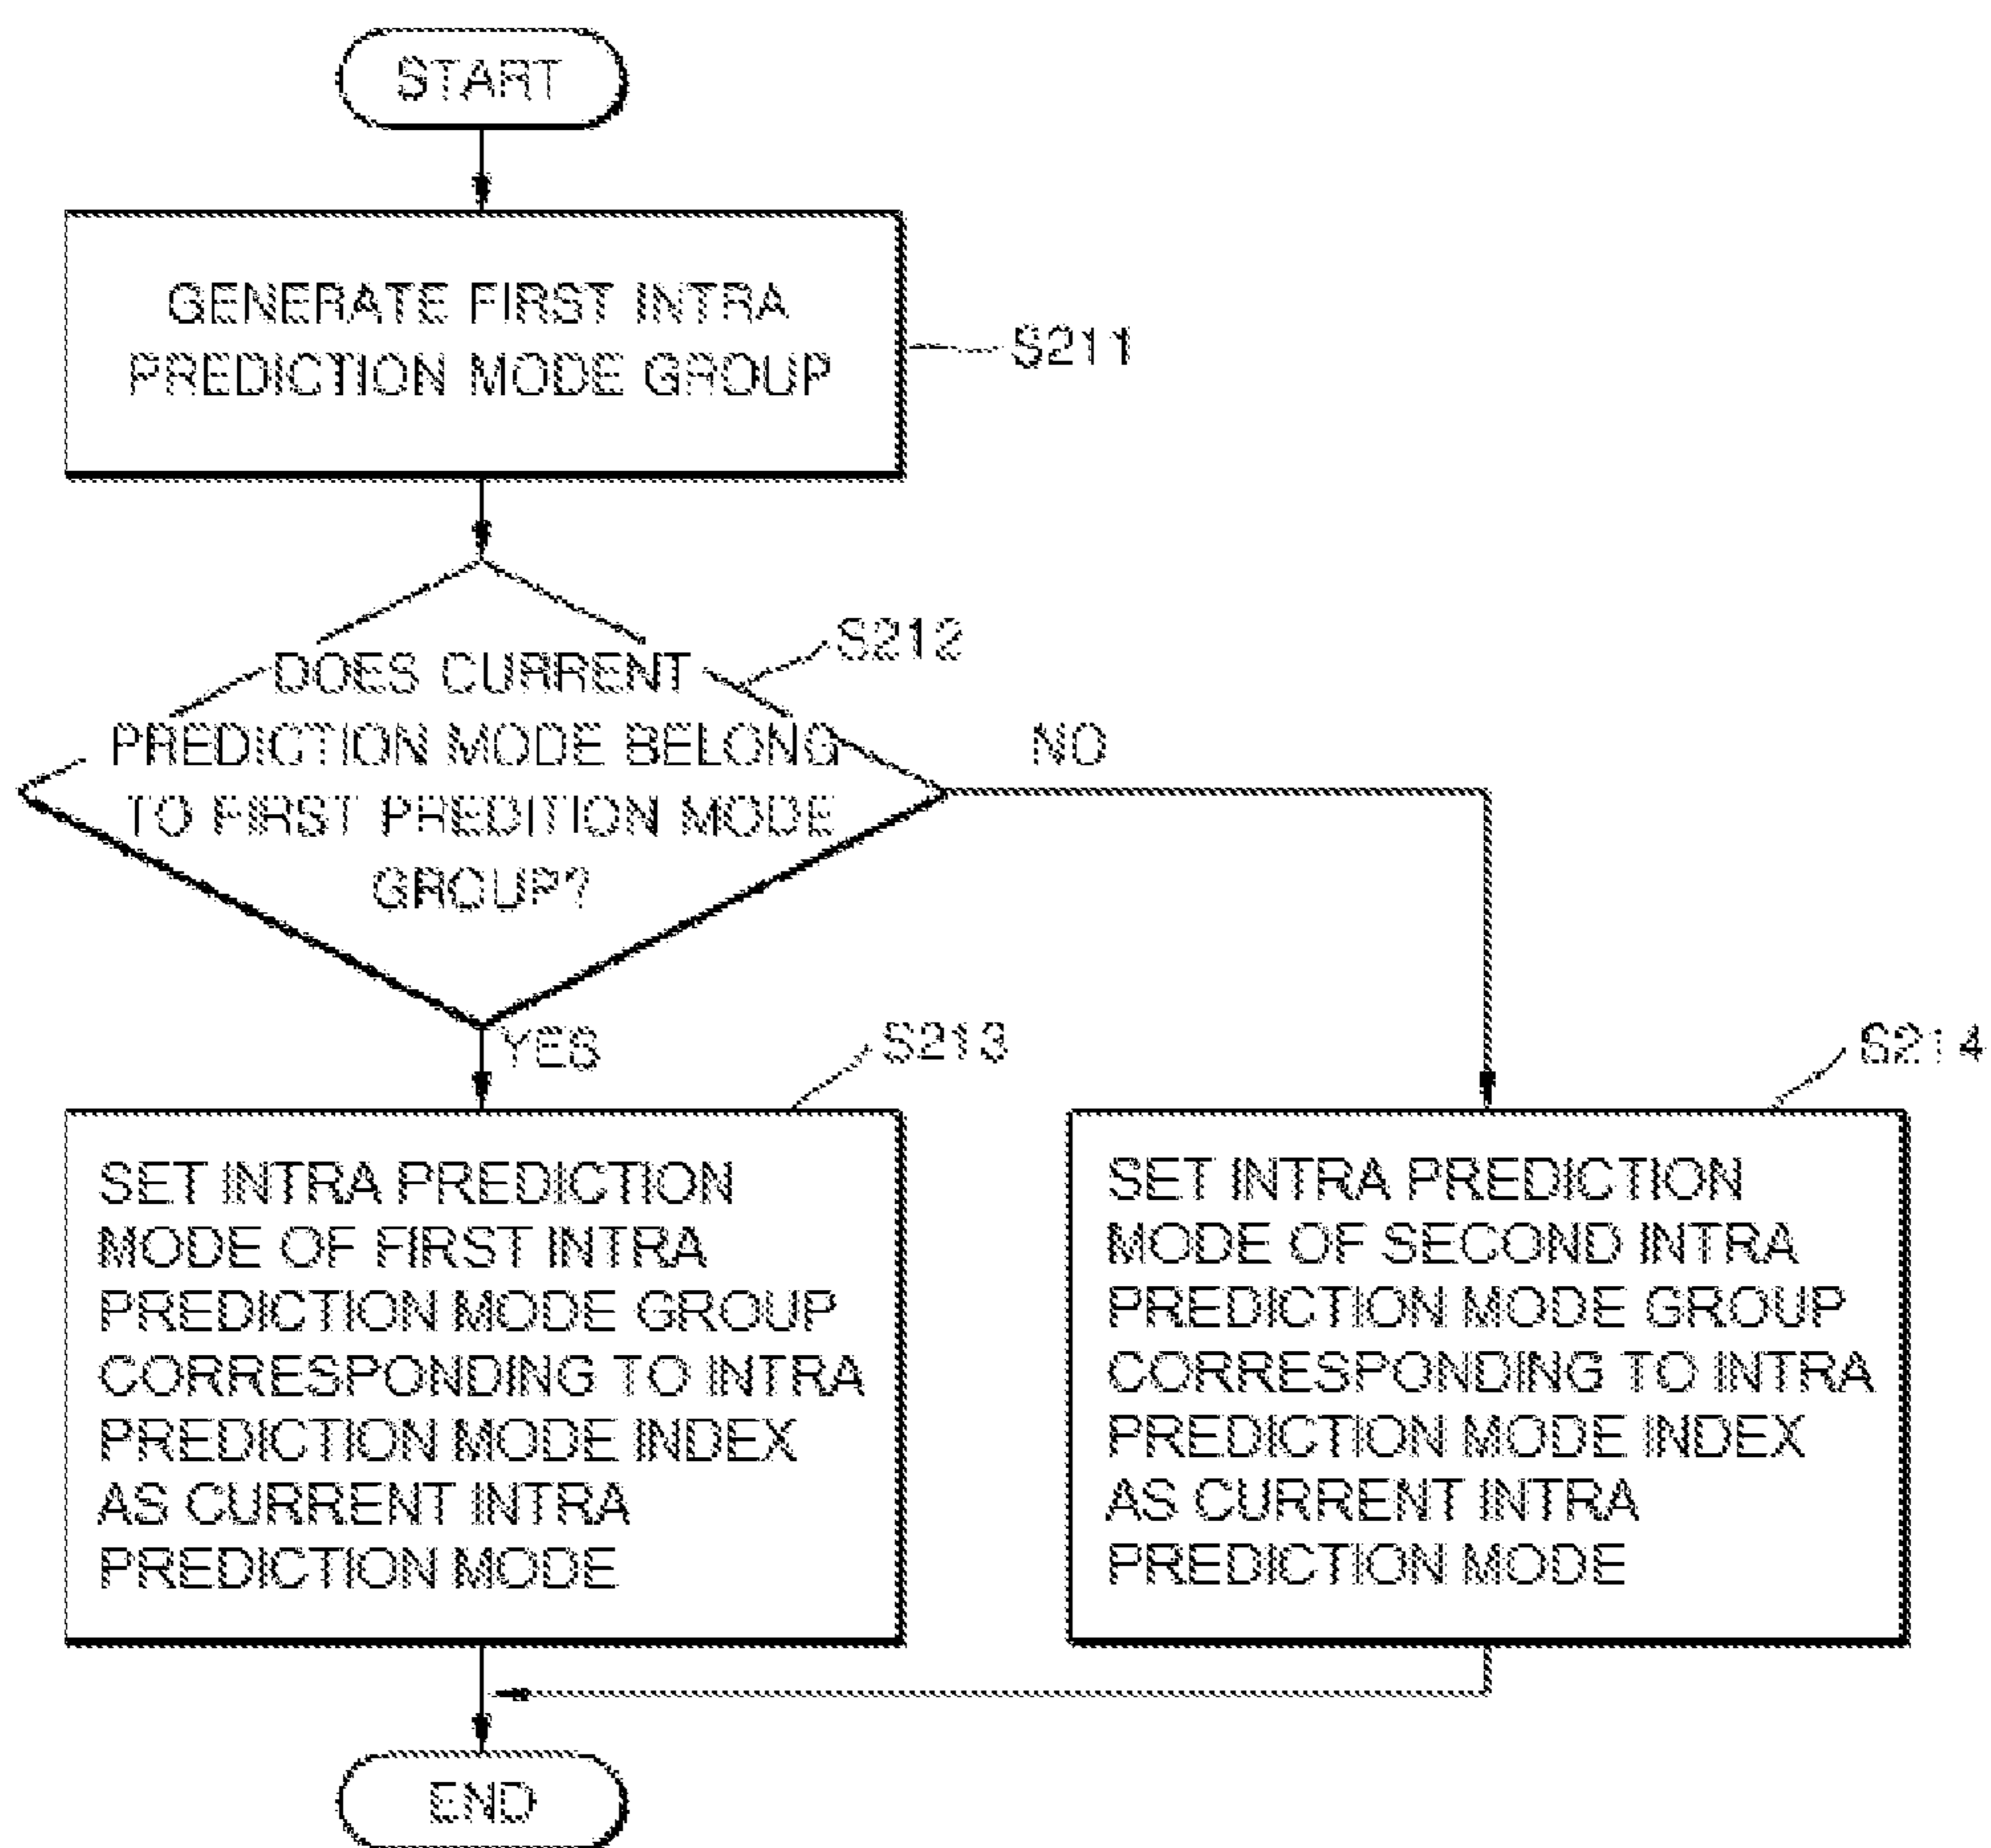 START
GENERATE FIRST INTRA
PREDICTION MODE GROUP
S211
S212
DOES CURRENT
PREDICTION MODE BELONG
TO FIRST PREDITION MODE
GROUP?
NO
YES
S213
SET INTRA PREDICTION
MODE OF FIRST INTRA
PREDICTION MODE GROUP
CORRESPONDING TO INTRA
PREDICTION MODE INDEX
AS CURRENT INTRA
PREDICTION MODE
S214
SET INTRA PREDICTION
MODE OF SECOND INTRA
PREDICTION MODE GROUP
CORRESPONDING TO INTRA
PREDICTION MODE INDEX
AS CURRENT INTRA
PREDICTION MODE
END